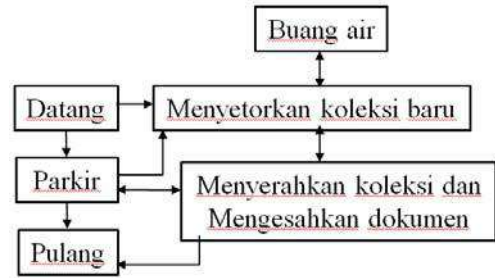 Buang air
Datang
Menyetorkan koleksi baru
Parkir
Menyerahkan koleksi dan
Mengesahkan dokumen
Pulang